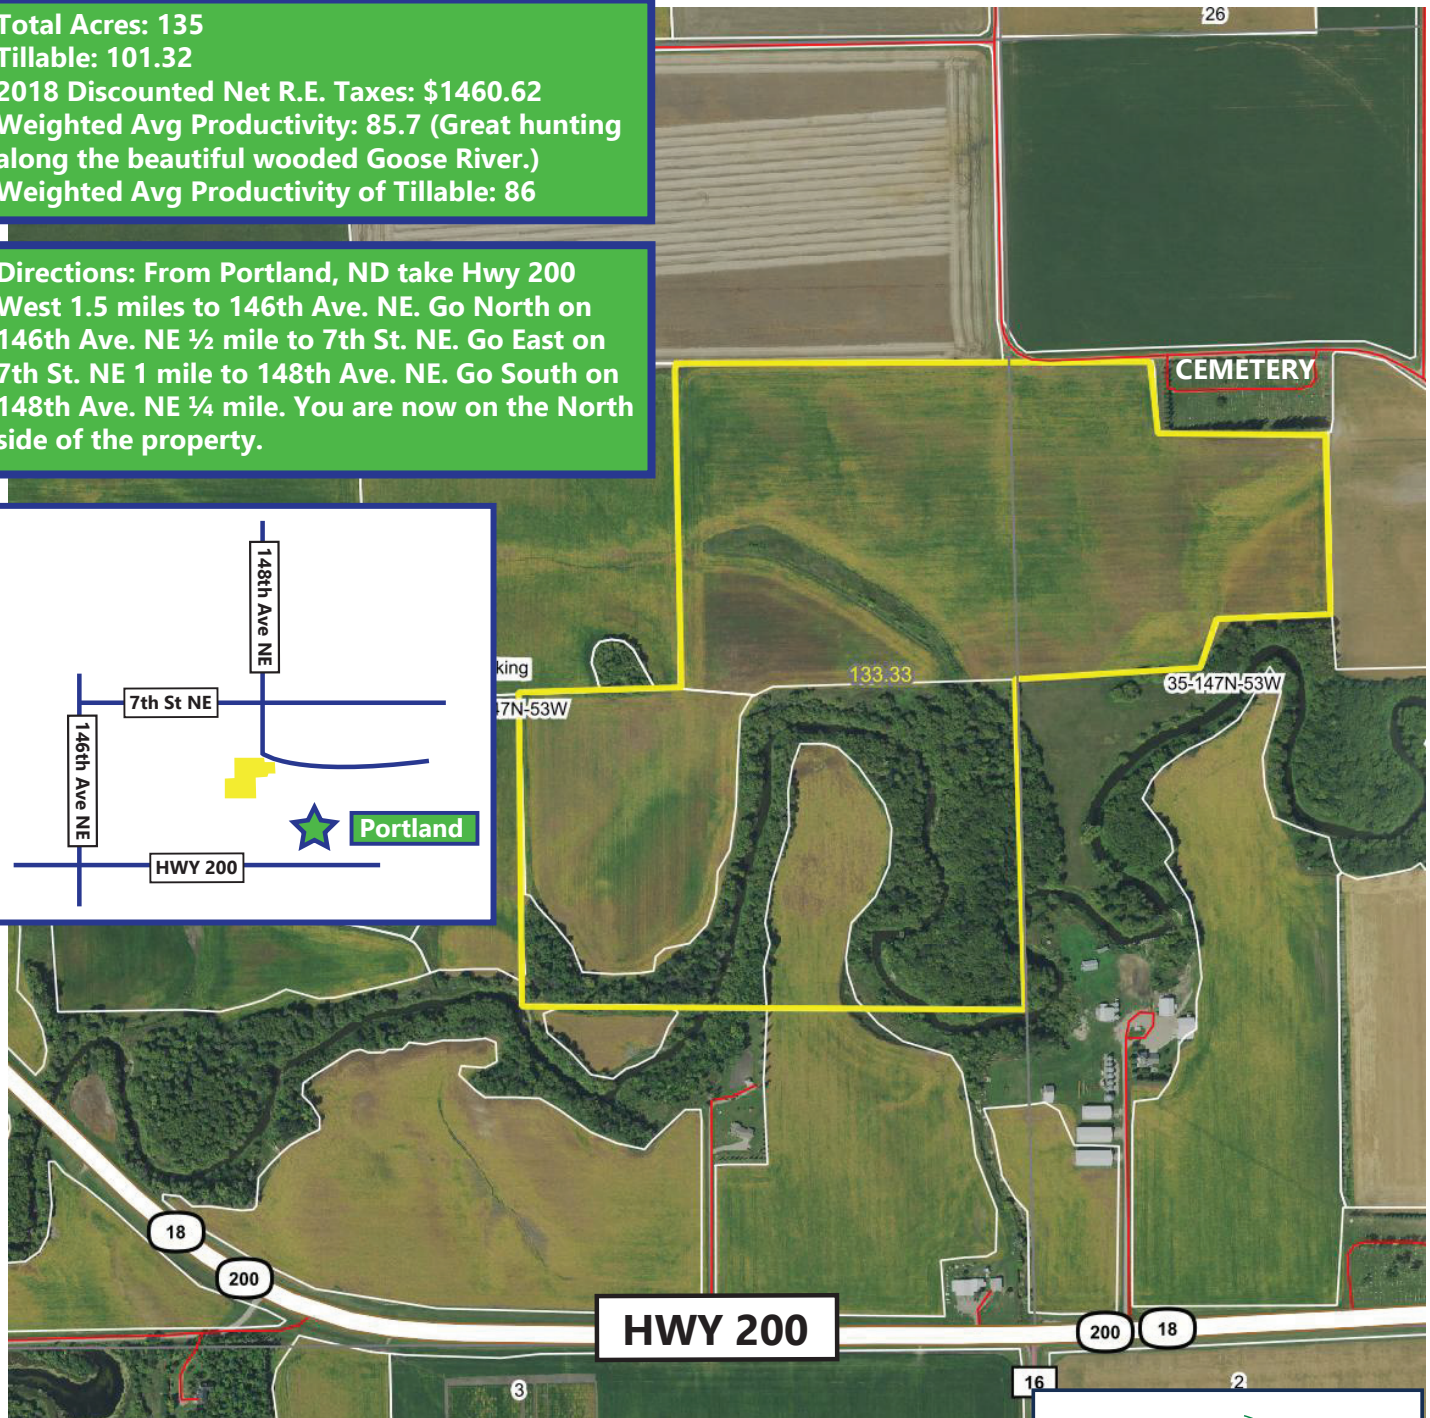 Total Acres: 135
Tillable: 101.32
2018 Discounted Net R.E. Taxes: $1460.62
Weighted Avg Productivity: 85.7 (Great hunting
along the beautiful wooded Goose River.)
Weighted Avg Productivity of Tillable: 86
Directions: From Portland, ND take Hwy 200
West 1.5 miles to 146th Ave. NE. Go North on
146th Ave. NE ½ mile to 7th St. NE. Go East on
7th St. NE 1 mile to 148th Ave. NE. Go South on
148th Ave. NE ¼ mile. You are now on the North
side of the property.
26
CEMETERY
148th Ave NE
7th St NE
146th Ave NE
Portland
HWY 200
king
47N-53W
133.33
35-147N-53W
18
200
HWY 200
200
18
16
3
2